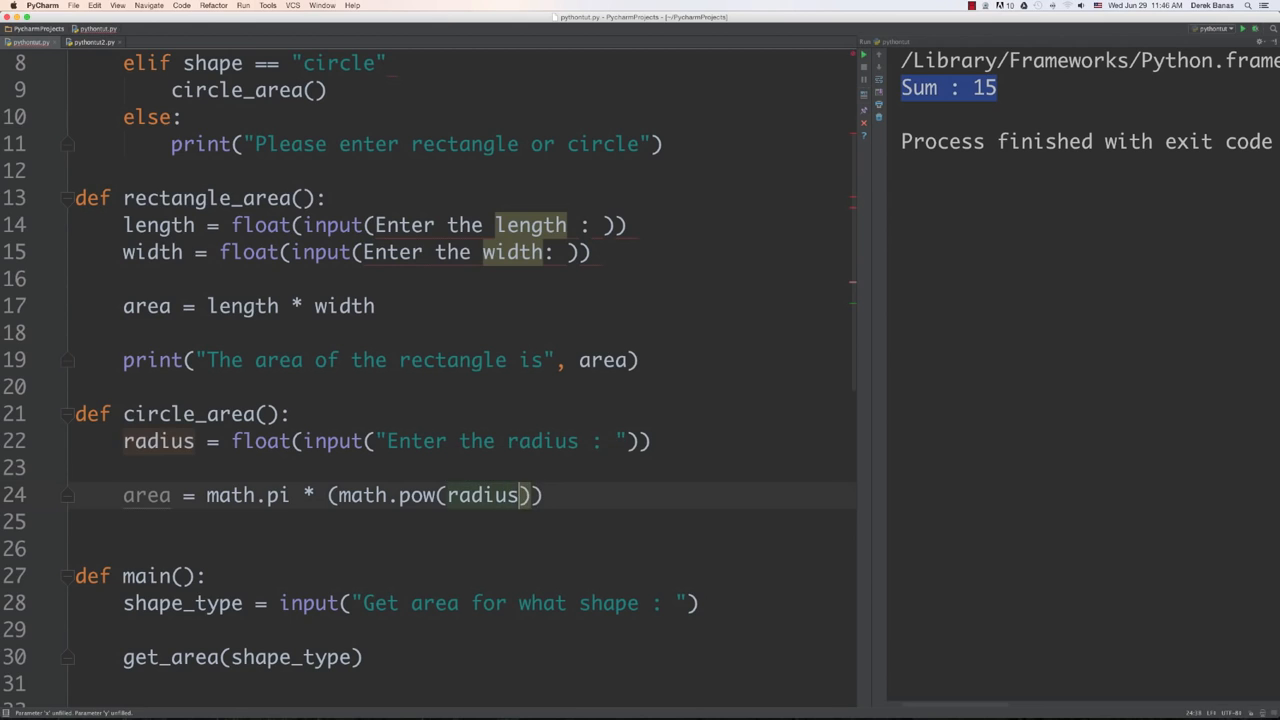 PyCharm File Edit View Navigate Code Refactor Run Tools VCS Window Help
10 Wed Jun 29 11:46 AM Derek Banas
pythontut.py - PycharmProjects - [~/PycharmProjects]
PycharmProjects pythontut.py
pythontut
pythontut.py pythontut2.py
Run: pythontut
8 elif shape == "circle"
9 circle_area()
10 else:
11 print("Please enter rectangle or circle")
12
13 def rectangle_area():
14 length = float(input(Enter the length : ))
15 width = float(input(Enter the width: ))
16
17 area = length * width
18
19 print("The area of the rectangle is", area)
20
21 def circle_area():
22 radius = float(input("Enter the radius : "))
23
24 area = math.pi * (math.pow(radius))
25
26
27 def main():
28 shape_type = input("Get area for what shape : ")
29
30 get_area(shape_type)
31
/Library/Frameworks/Python.frame
Sum : 15
Process finished with exit code
Parameter 'x' unfilled. Parameter 'y' unfilled.
24:38 LF÷ UTF-8÷